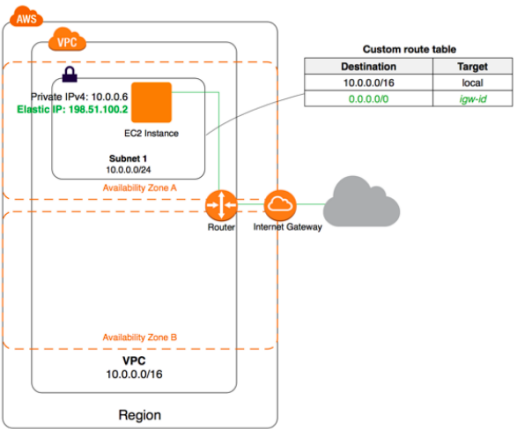 AWS
VPC
Custom route table
Destination Target
10.0.0.0/16 local
0.0.0.0/0 igw-id
Private IPv4: 10.0.0.6
Elastic IP: 198.51.100.2
EC2 Instance
Subnet 1
10.0.0.0/24
Availability Zone A
Router
Internet Gateway
Availability Zone B
VPC
10.0.0.0/16
Region